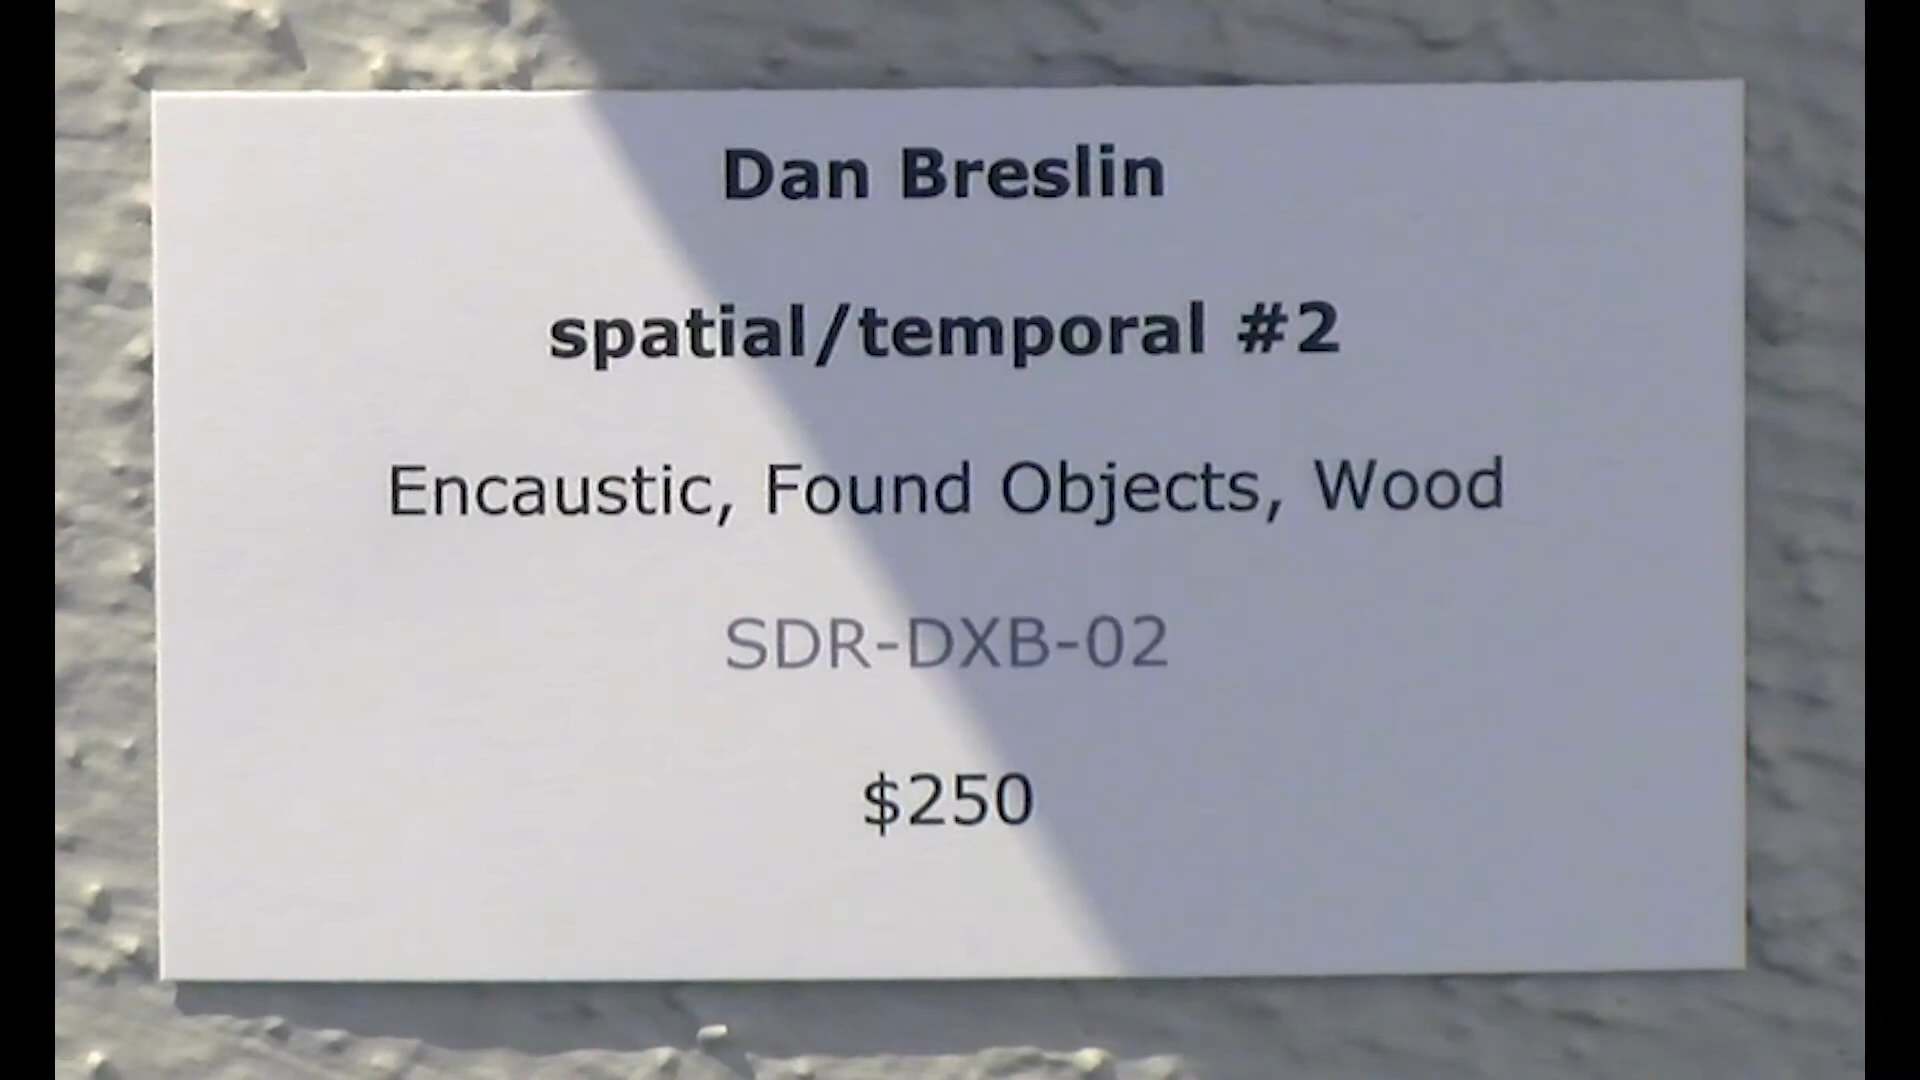 Dan Breslin
spatial/temporal #2
Encaustic, Found Objects, Wood
SDR-DXB-02
$250